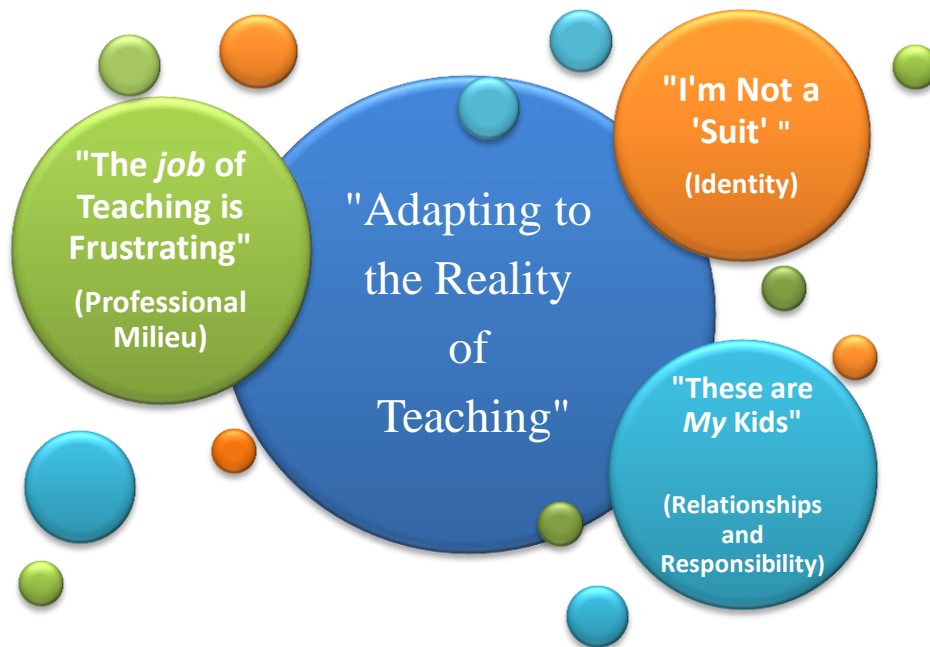 "The job of
Teaching is
Frustrating"
(Professional
Milieu)
"Adapting to
the Reality
of
Teaching"
"I'm Not a
'Suit' "
(Identity)
"These are
My Kids"
(Relationships
and
Responsibility)